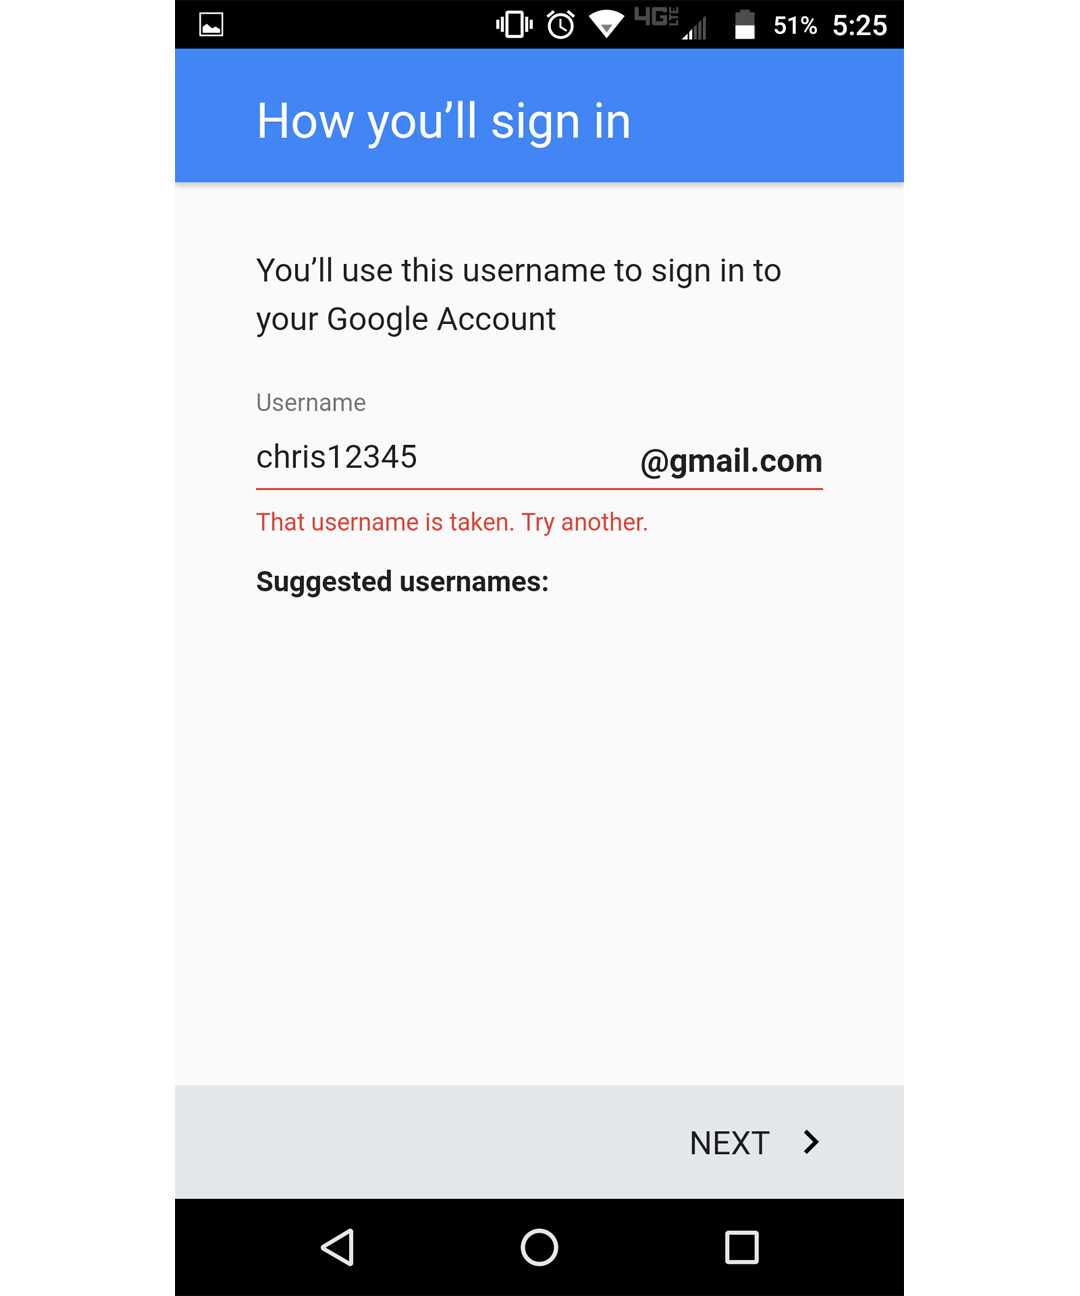 4G LTE 51% 5:25
How you’ll sign in
You’ll use this username to sign in to
your Google Account
Username
chris12345 @gmail.com
That username is taken. Try another.
Suggested usernames:
NEXT